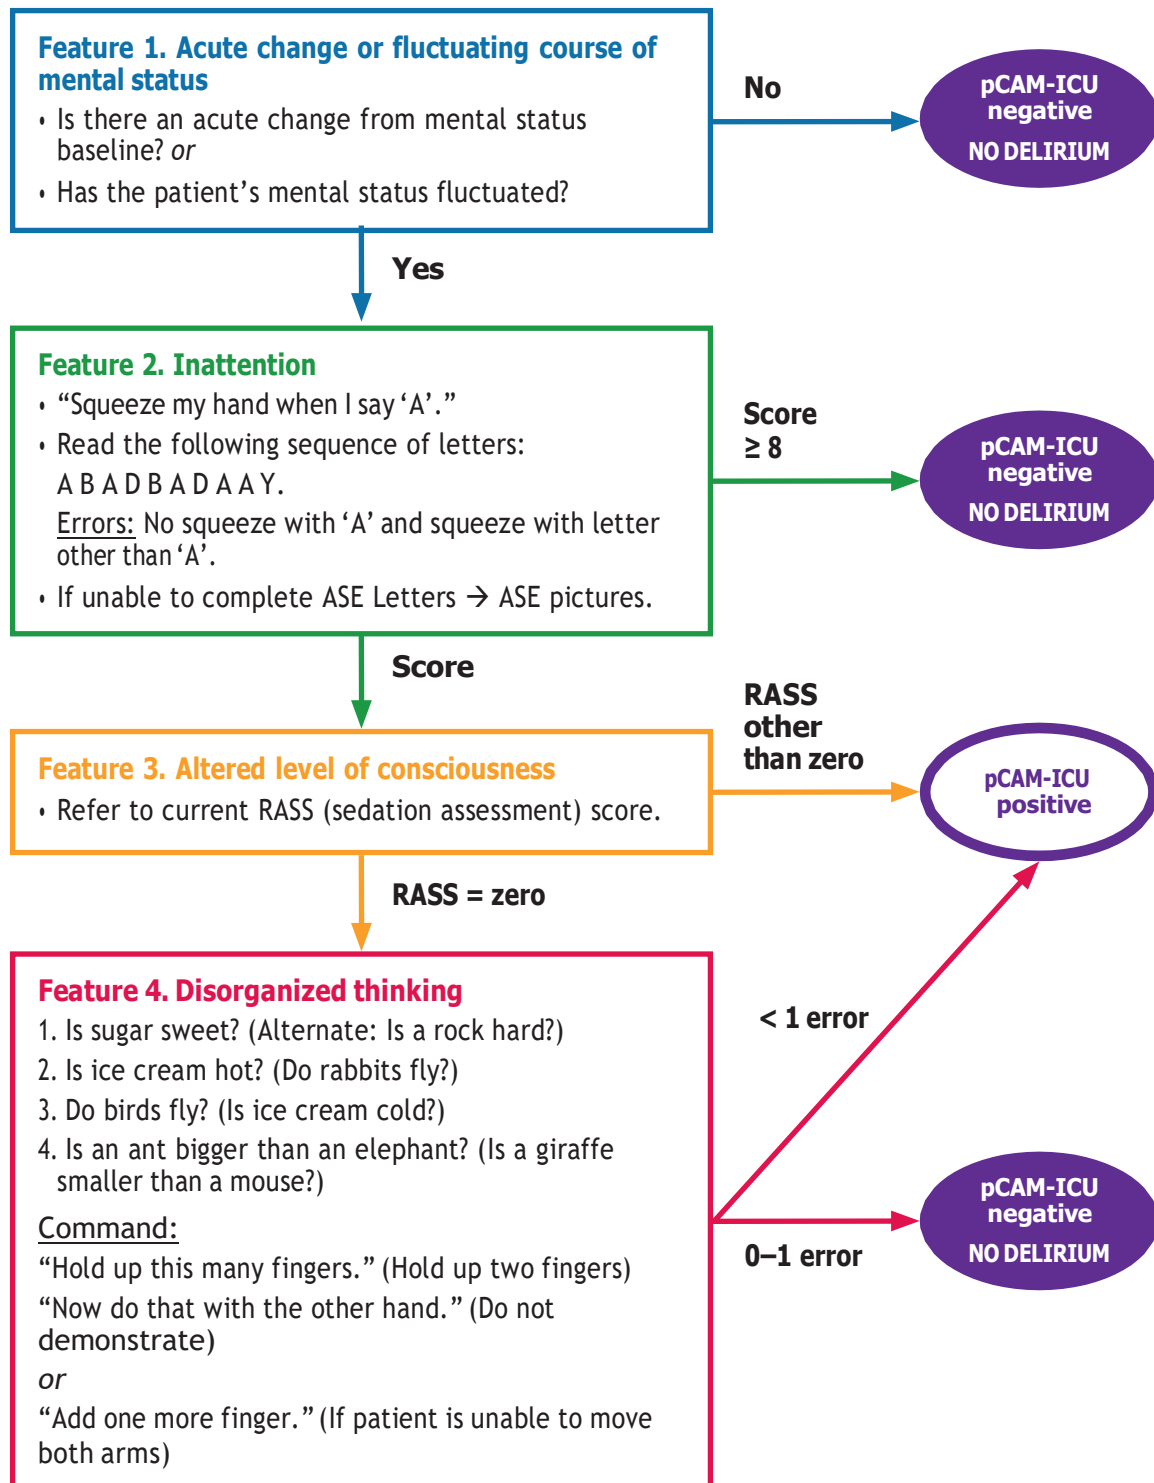 Feature 1. Acute change or fluctuating course of
mental status
• Is there an acute change from mental status
baseline? or
• Has the patient’s mental status fluctuated?
No
pCAM-ICU
negative
NO DELIRIUM
Yes
Feature 2. Inattention
• “Squeeze my hand when I say ‘A’.”
• Read the following sequence of letters:
A B A D B A D A A Y.
Errors: No squeeze with ‘A’ and squeeze with letter
other than ‘A’.
• If unable to complete ASE Letters → ASE pictures.
Score
≥ 8
pCAM-ICU
negative
NO DELIRIUM
Score
Feature 3. Altered level of consciousness
• Refer to current RASS (sedation assessment) score.
RASS
other
than zero
pCAM-ICU
positive
RASS = zero
Feature 4. Disorganized thinking
1. Is sugar sweet? (Alternate: Is a rock hard?)
2. Is ice cream hot? (Do rabbits fly?)
3. Do birds fly? (Is ice cream cold?)
4. Is an ant bigger than an elephant? (Is a giraffe
smaller than a mouse?)
Command:
“Hold up this many fingers.” (Hold up two fingers)
“Now do that with the other hand.” (Do not
demonstrate)
or
“Add one more finger.” (If patient is unable to move
both arms)
< 1 error
0–1 error
pCAM-ICU
negative
NO DELIRIUM